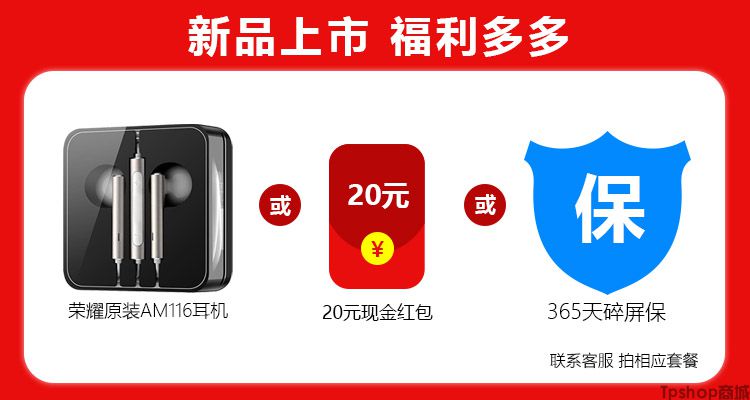 新品上市 福利多多
或
20元
¥
或
保
荣耀原装AM116耳机
20元现金红包
365天碎屏保
联系客服 拍相应套餐
Tpshop商城